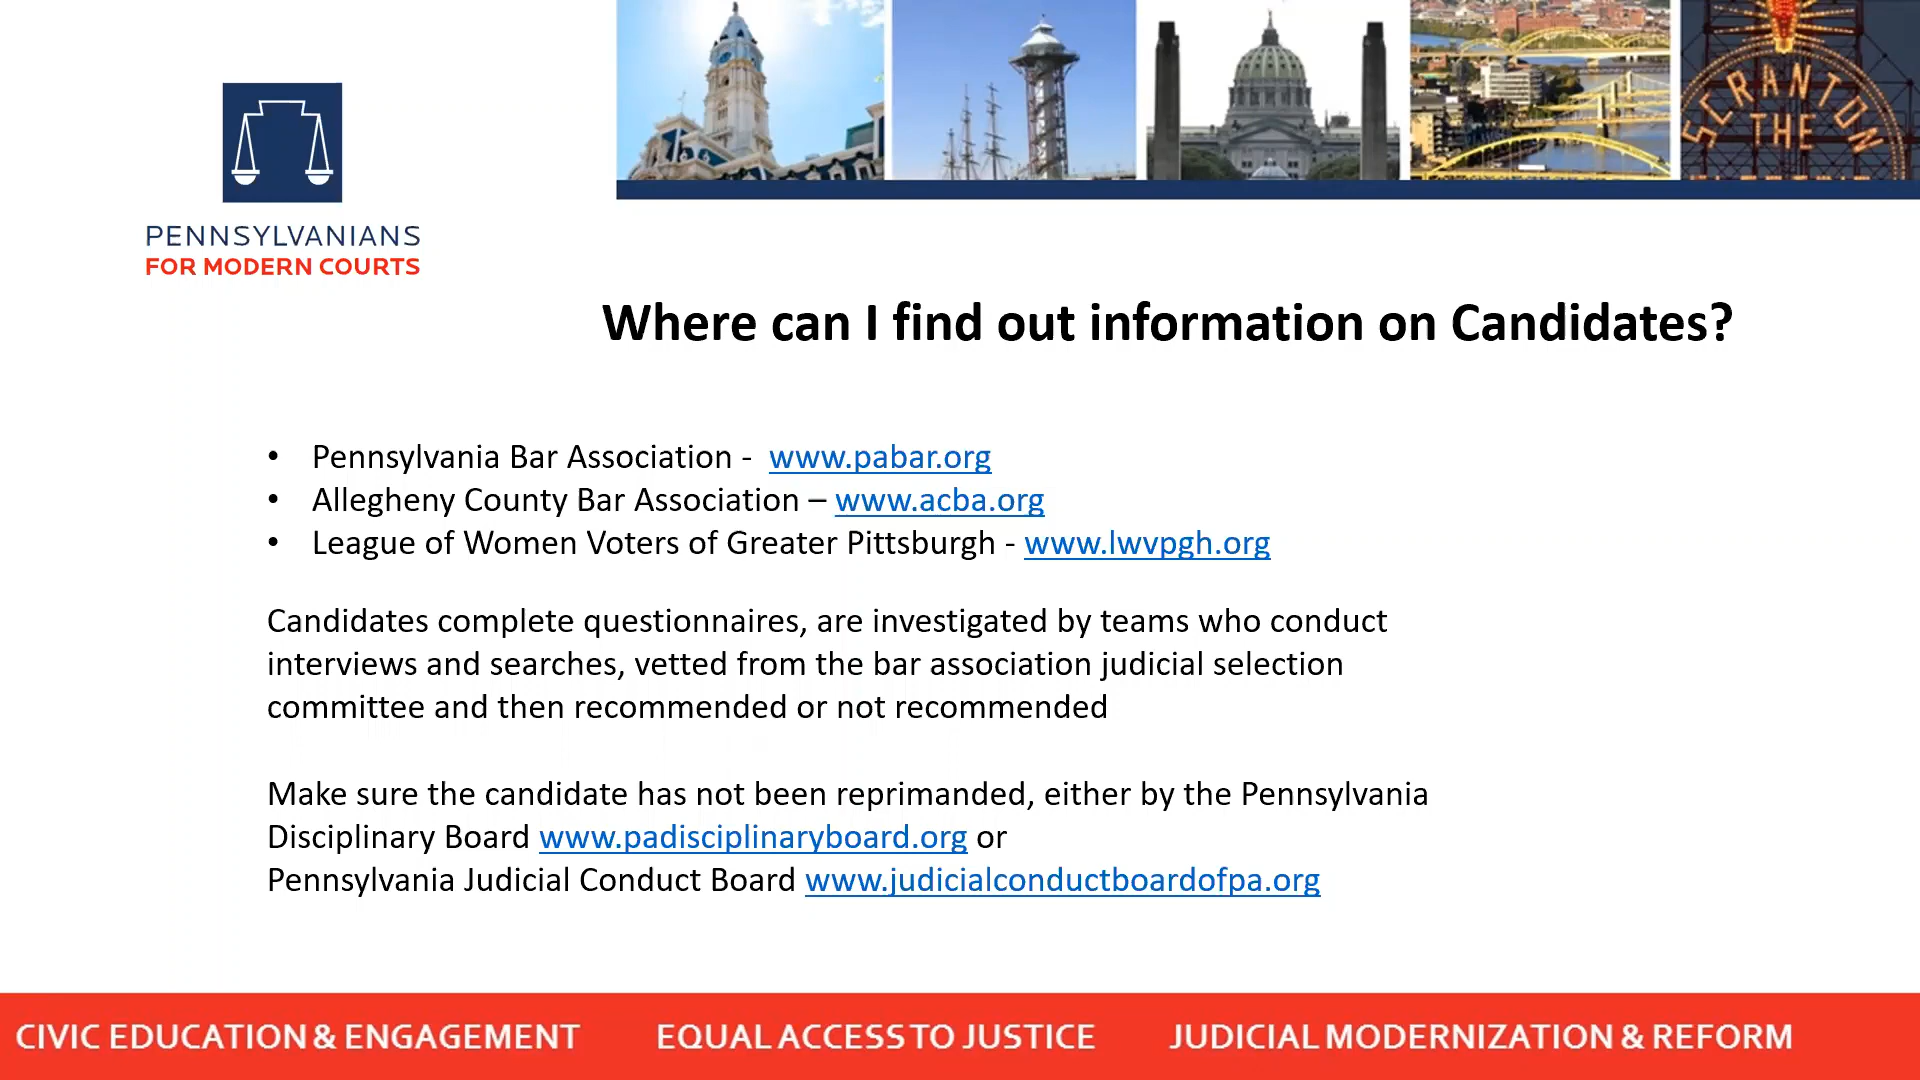 SCRANTON
THE
PENNSYLVANIANS
FOR MODERN COURTS
Where can I find out information on Candidates?
• Pennsylvania Bar Association -  www.pabar.org
• Allegheny County Bar Association – www.acba.org
• League of Women Voters of Greater Pittsburgh - www.lwvpgh.org
Candidates complete questionnaires, are investigated by teams who conduct
interviews and searches, vetted from the bar association judicial selection
committee and then recommended or not recommended
Make sure the candidate has not been reprimanded, either by the Pennsylvania
Disciplinary Board www.padisciplinaryboard.org or
Pennsylvania Judicial Conduct Board www.judicialconductboardofpa.org
CIVIC EDUCATION & ENGAGEMENT EQUAL ACCESS TO JUSTICE JUDICIAL MODERNIZATION & REFORM